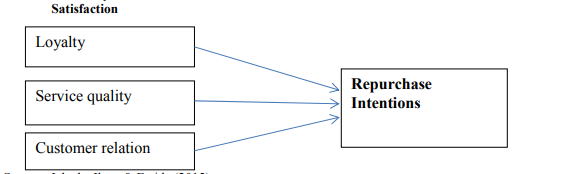 Satisfaction
Loyalty
Repurchase
Intentions
Service quality
Customer relation